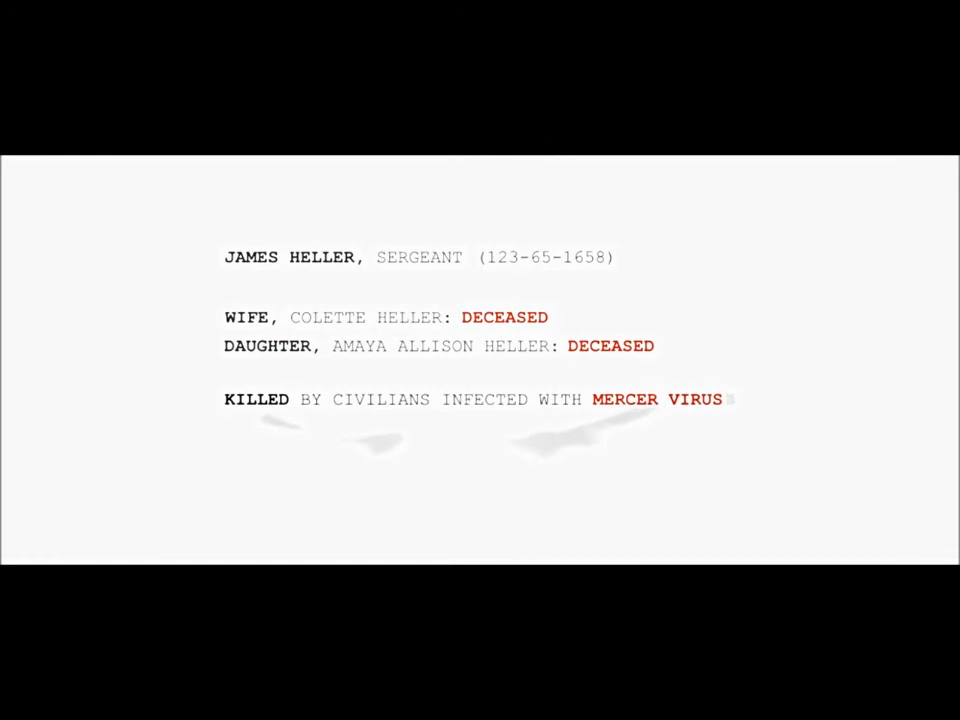 JAMES HELLER, SERGEANT (123-65-1658)
WIFE, COLETTE HELLER: DECEASED
DAUGHTER, AMAYA ALLISON HELLER: DECEASED
KILLED BY CIVILIANS INFECTED WITH MERCER VIRUS